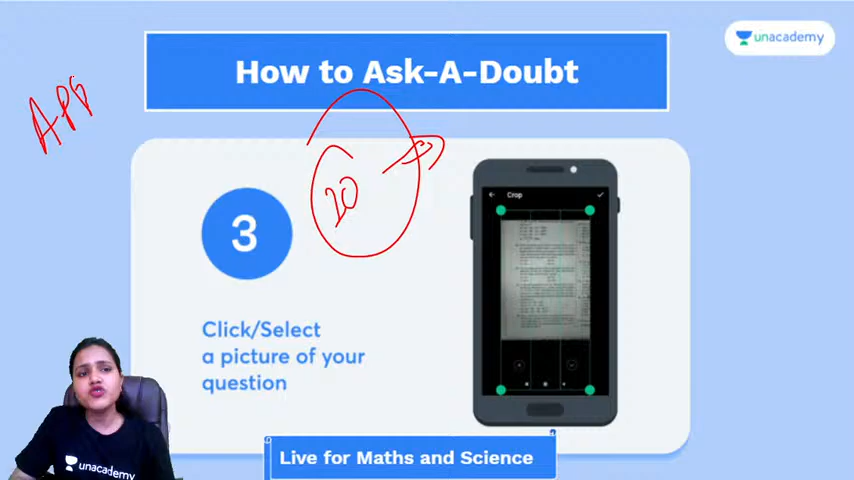 unacademy
How to Ask-A-Doubt
APP
20
3
Crop
Click/Select
a picture of your
question
unacademy
Live for Maths and Science